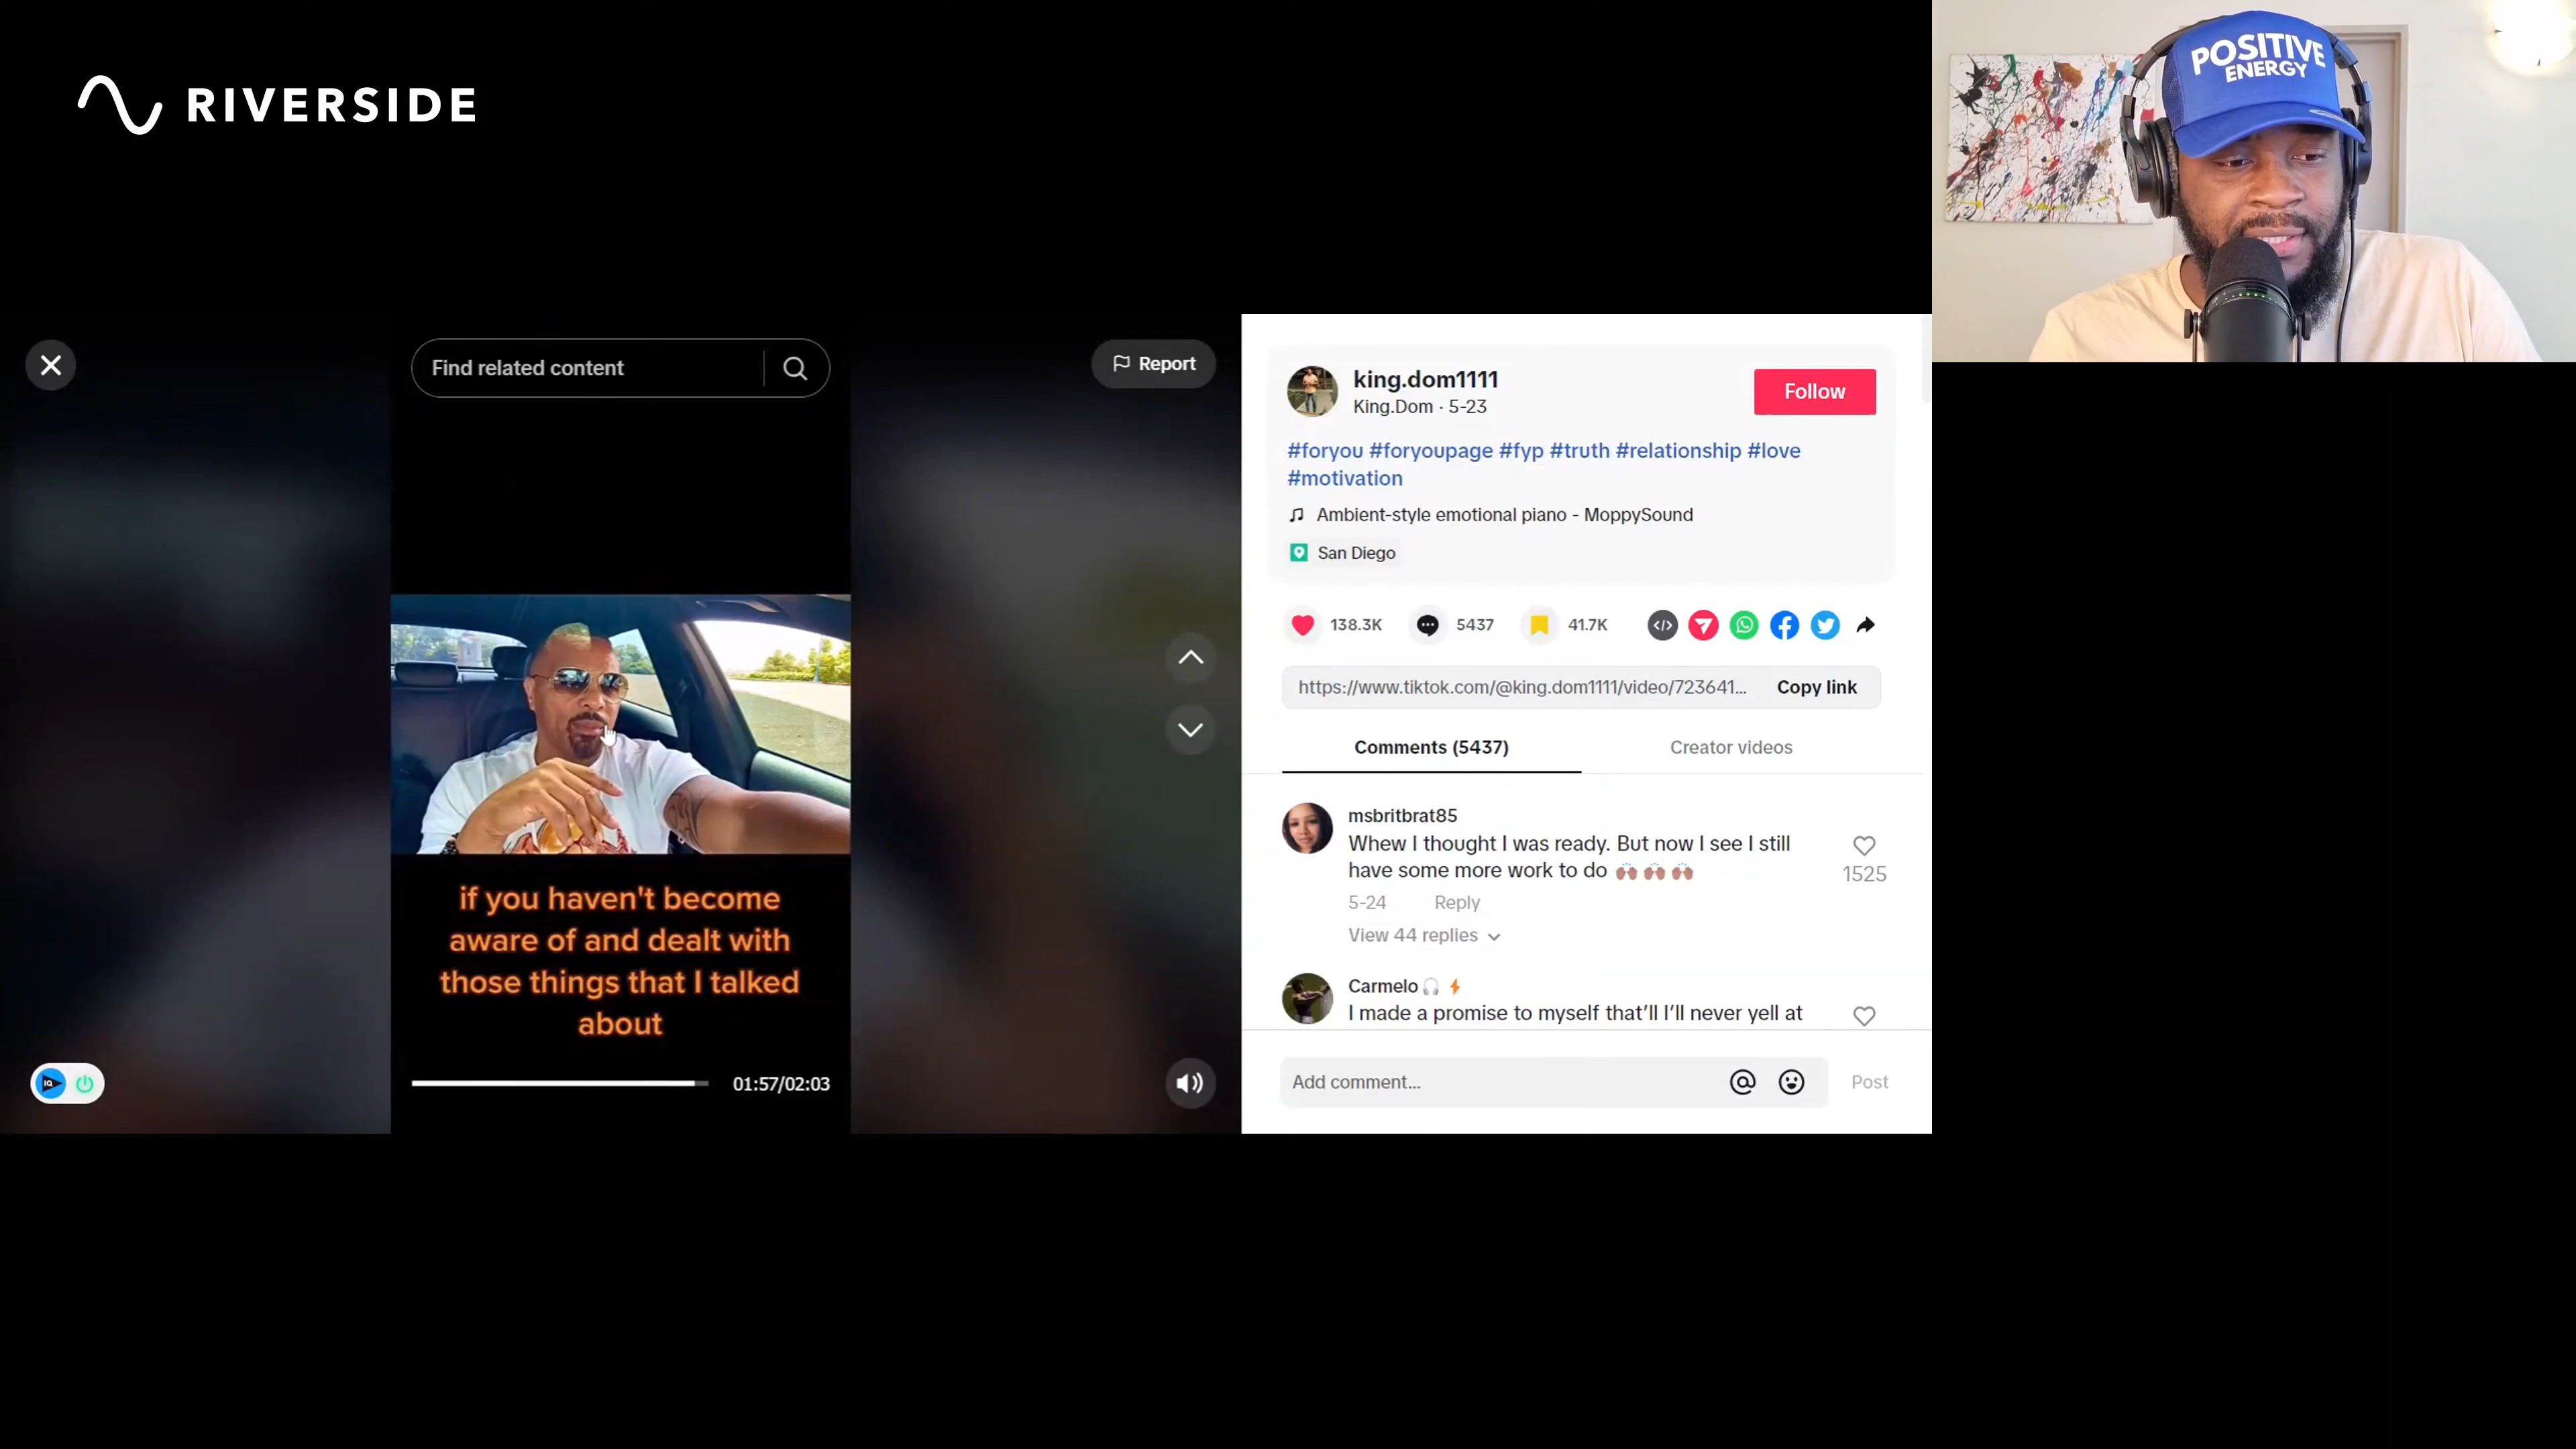 RIVERSIDE
POSITIVE
ENERGY
Find related content
Report
if you haven't become
aware of and dealt with
those things that I talked
about
01:57/02:03
IQ
king.dom1111
King.Dom · 5-23
Follow
#foryou #foryoupage #fyp #truth #relationship #love
#motivation
Ambient-style emotional piano - MoppySound
San Diego
138.3K 5437 41.7K
https://www.tiktok.com/@king.dom1111/video/723641... Copy link
Comments (5437) Creator videos
msbritbrat85
Whew I thought I was ready. But now I see I still
have some more work to do 🙌🏽 🙌🏽 🙌🏽
1525
5-24 Reply
View 44 replies
Carmelo🎧⚡
I made a promise to myself that’ll I’ll never yell at
Add comment... Post